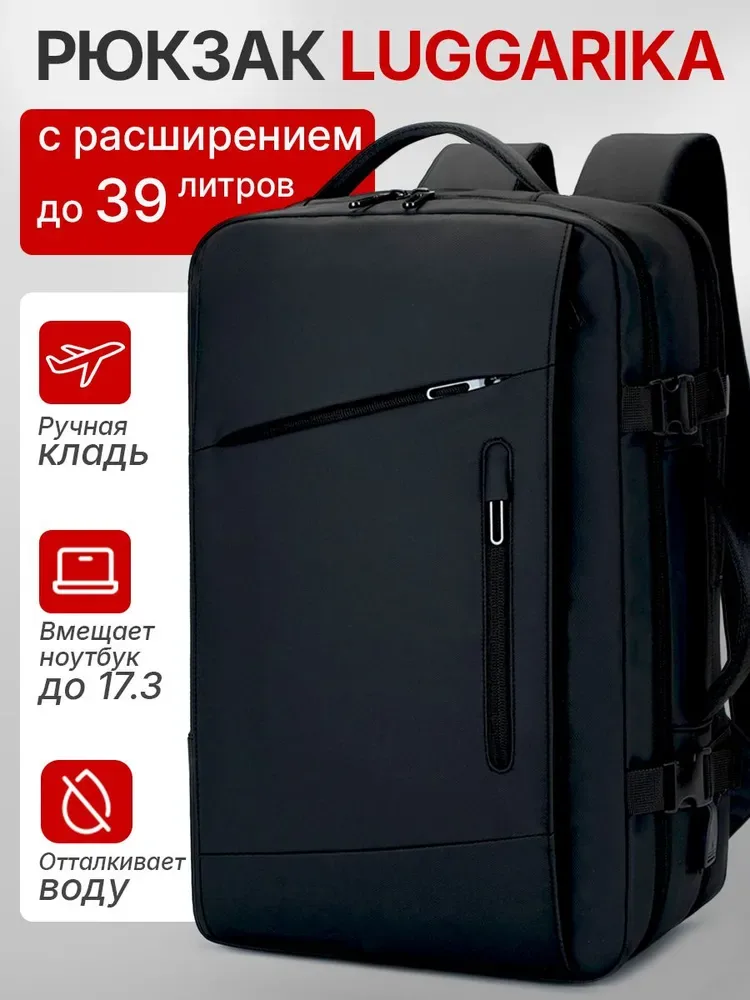 РЮКЗАК LUGGARIKA
с расширением
до 39 литров
Ручная
кладь
Вмещает
ноутбук
до 17.3
Отталкивает
воду